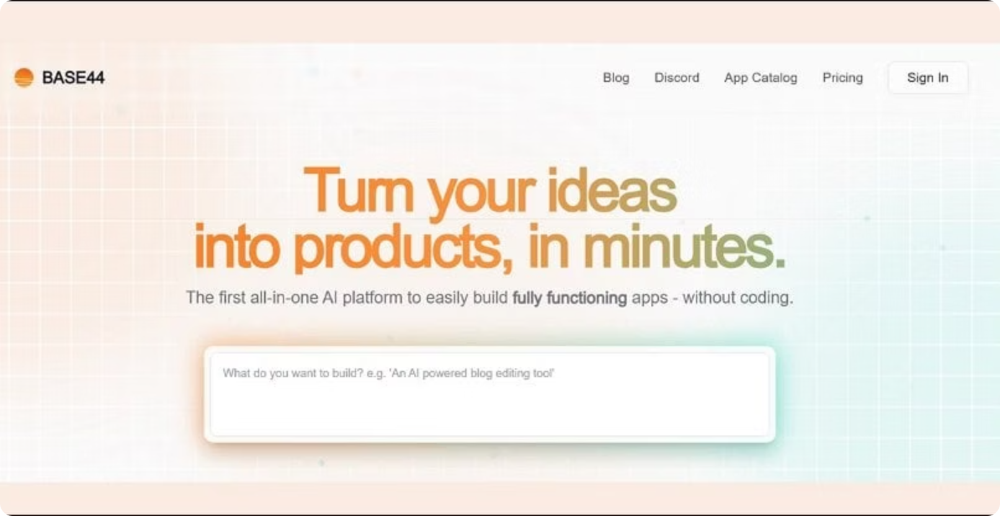 BASE44
Blog Discord App Catalog Pricing Sign In
Turn your ideas
into products, in minutes.
The first all-in-one AI platform to easily build fully functioning apps - without coding.
What do you want to build? e.g. 'An AI powered blog editing tool'